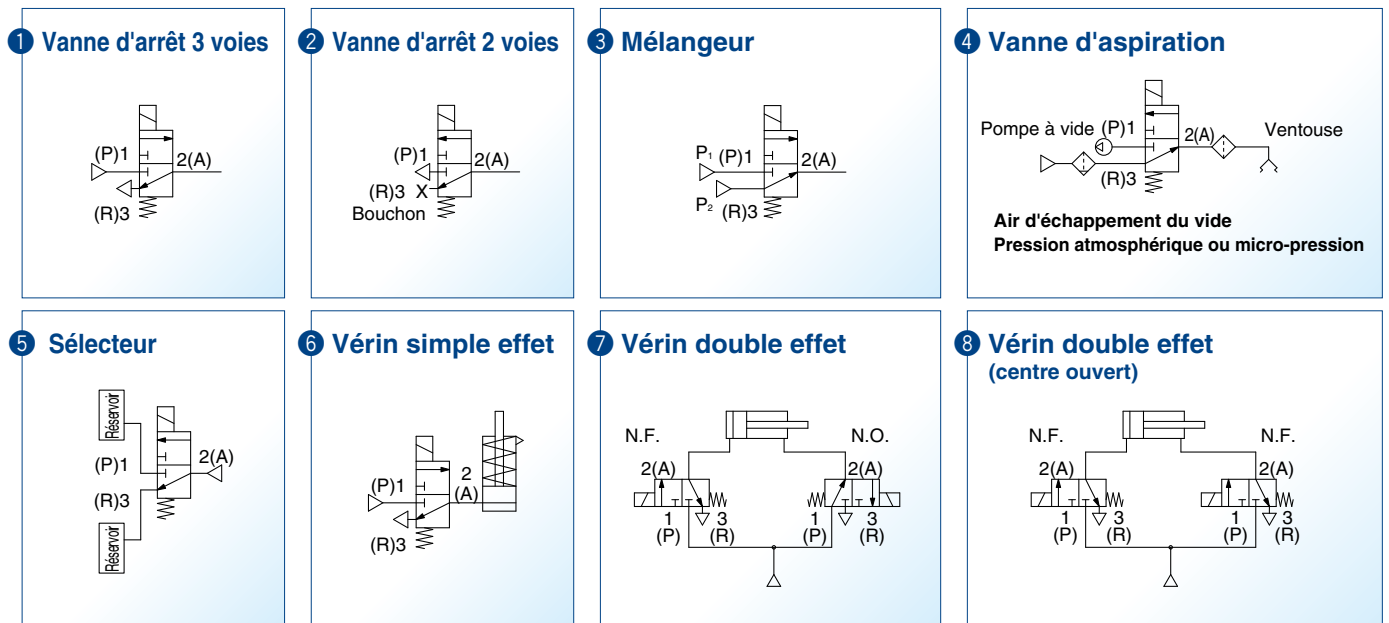 1 Vanne d'arrêt 3 voies
(P)1
2(A)
(R)3
2 Vanne d'arrêt 2 voies
(P)1
2(A)
(R)3 X
Bouchon
3 Mélangeur
P₁ (P)1
2(A)
P₂ (R)3
4 Vanne d'aspiration
Pompe à vide (P)1
2(A)
Ventouse
(R)3
Air d'échappement du vide
Pression atmosphérique ou micro-pression
5 Sélecteur
Réservoir
(P)1
2(A)
(R)3
Réservoir
6 Vérin simple effet
(P)1
2
(A)
(R)3
7 Vérin double effet
N.F.
N.O.
2(A)
2(A)
1 3
1 3
(P) (R)
(P) (R)
8 Vérin double effet
(centre ouvert)
N.F.
N.F.
2(A)
2(A)
1 3
1 3
(P) (R)
(P) (R)